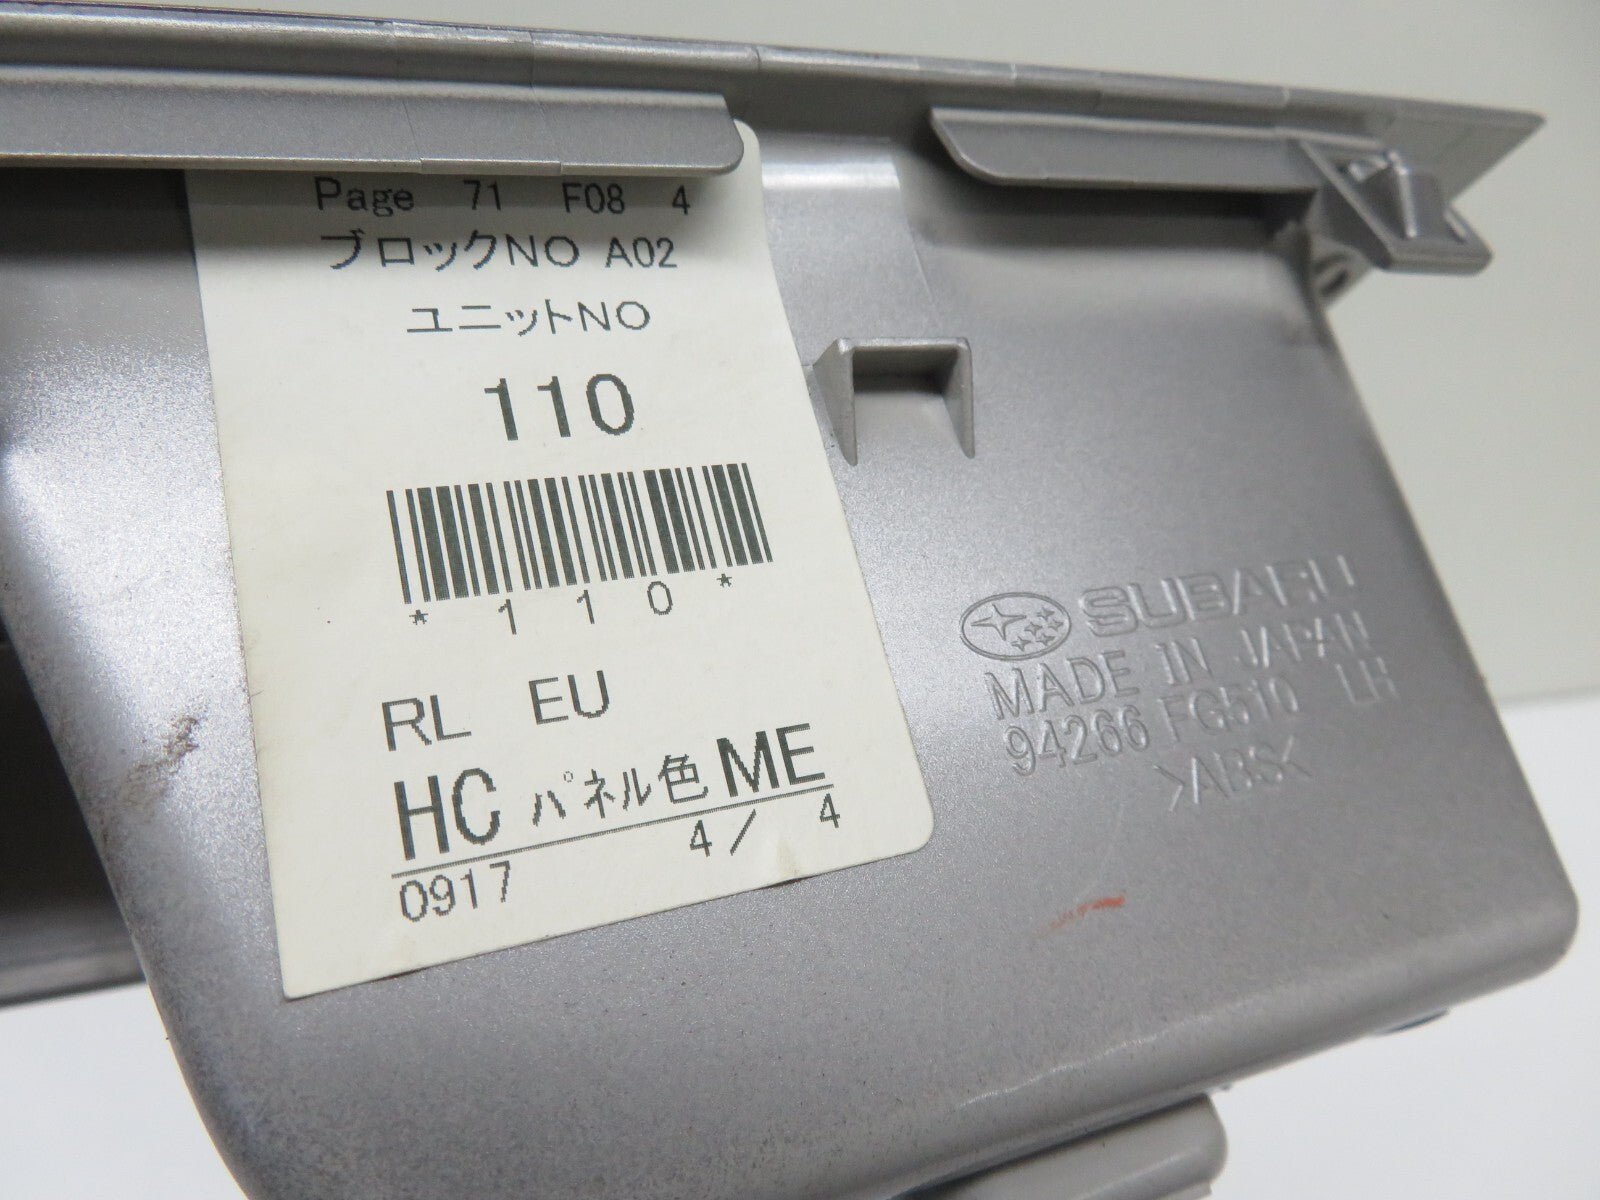 Page 71 F08 4
ブロックNO A02
ユニットNO
110
*110*
RL EU
HC パネル色 ME
0917 4/ 4
SUBARU
MADE IN JAPAN
94266 FG510 LH
>ABS<